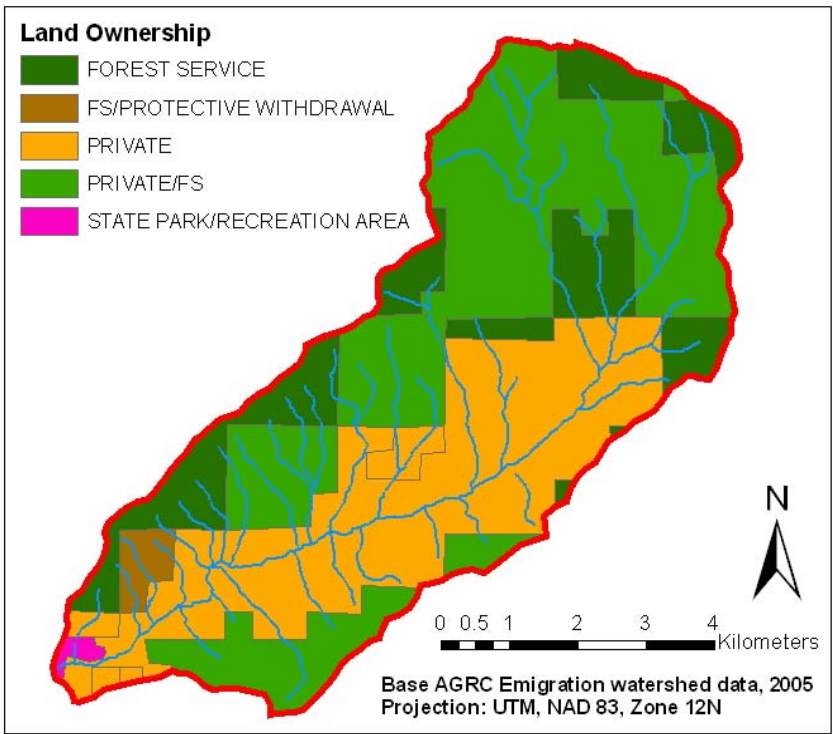 Land Ownership
FOREST SERVICE
FS/PROTECTIVE WITHDRAWAL
PRIVATE
PRIVATE/FS
STATE PARK/RECREATION AREA
N
0 0.5 1 2 3 4
Kilometers
Base AGRC Emigration watershed data, 2005
Projection: UTM, NAD 83, Zone 12N